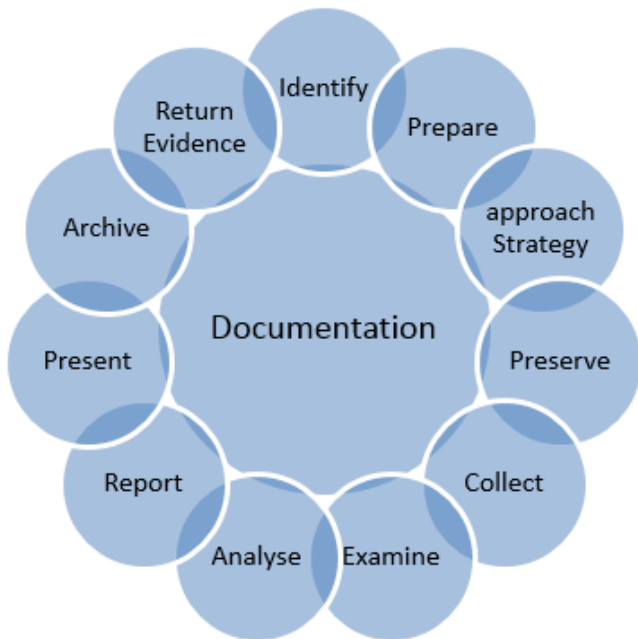 Identify
Prepare
approach
Strategy
Preserve
Collect
Examine
Analyse
Report
Present
Archive
Return
Evidence
Documentation